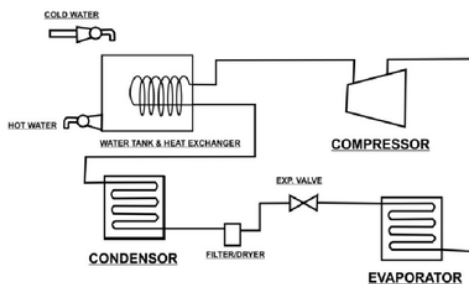 COLD WATER
HOT WATER
WATER TANK & HEAT EXCHANGER
COMPRESSOR
EXP. VALVE
CONDENSOR
FILTER/DRYER
EVAPORATOR